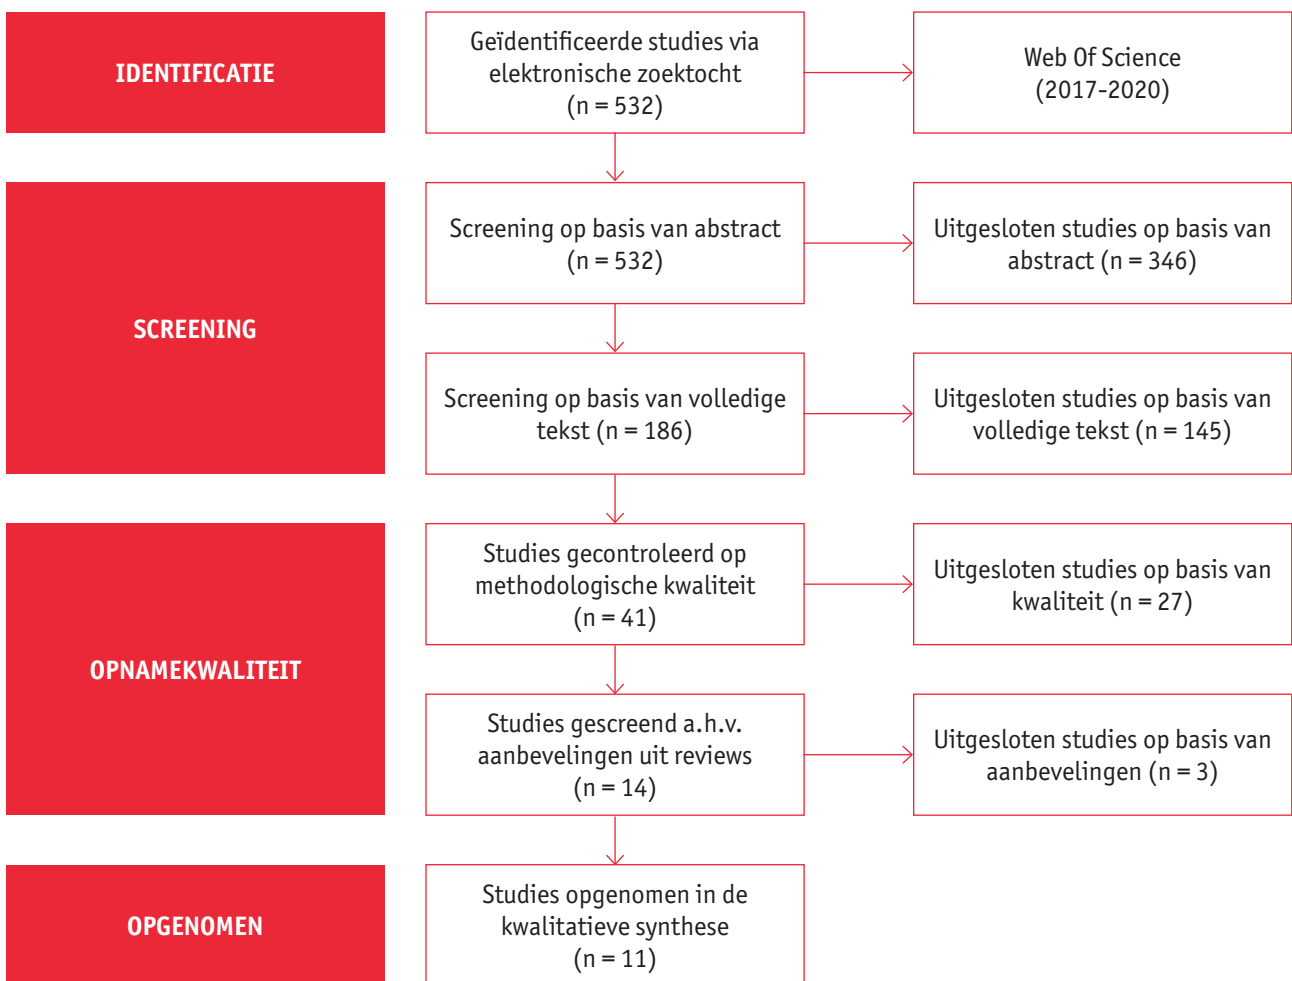 IDENTIFICATIE
Geïdentificeerde studies via
elektronische zoektocht
(n = 532)
Web Of Science
(2017-2020)
SCREENING
Screening op basis van abstract
(n = 532)
Uitgesloten studies op basis van
abstract (n = 346)
Screening op basis van volledige
tekst (n = 186)
Uitgesloten studies op basis van
volledige tekst (n = 145)
OPNAMEKWALITEIT
Studies gecontroleerd op
methodologische kwaliteit
(n = 41)
Uitgesloten studies op basis van
kwaliteit (n = 27)
Studies gescreend a.h.v.
aanbevelingen uit reviews
(n = 14)
Uitgesloten studies op basis van
aanbevelingen (n = 3)
OPGENOMEN
Studies opgenomen in de
kwalitatieve synthese
(n = 11)